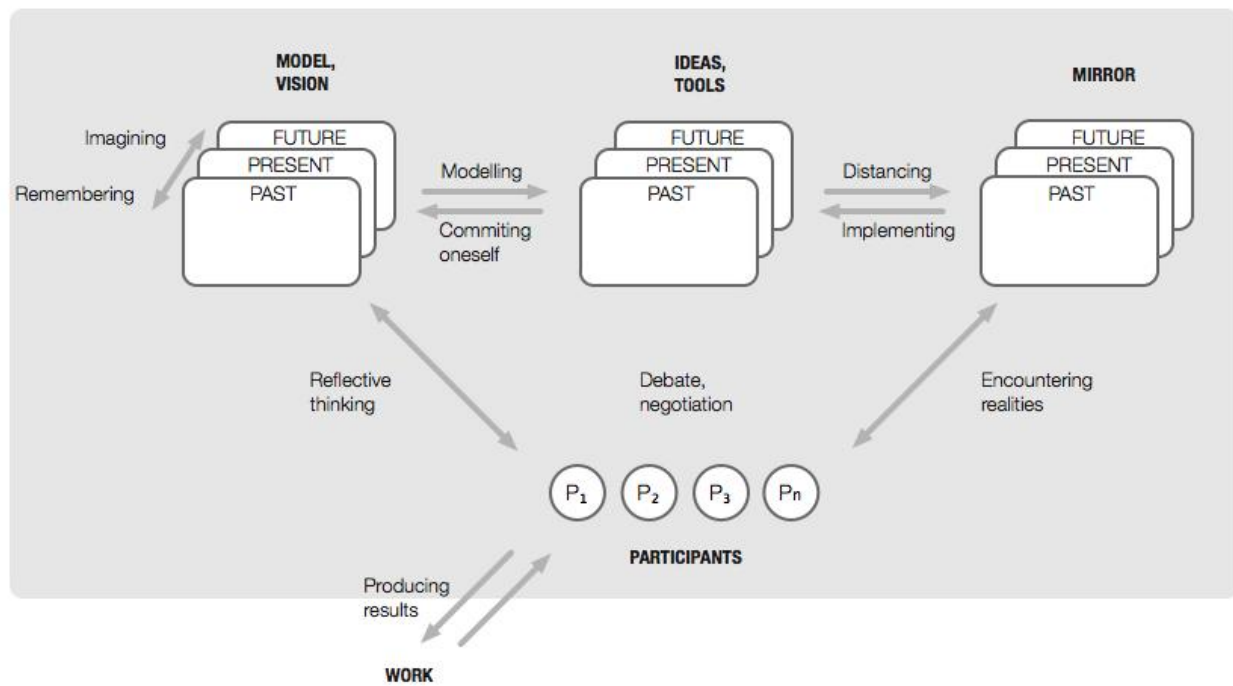 MODEL,
VISION
IDEAS,
TOOLS
MIRROR
Imagining
Remembering
FUTURE
PRESENT
PAST
Modelling
Commiting
oneself
FUTURE
PRESENT
PAST
Distancing
Implementing
FUTURE
PRESENT
PAST
Reflective
thinking
Debate,
negotiation
Encountering
realities
P1
P2
P3
Pn
PARTICIPANTS
Producing
results
WORK